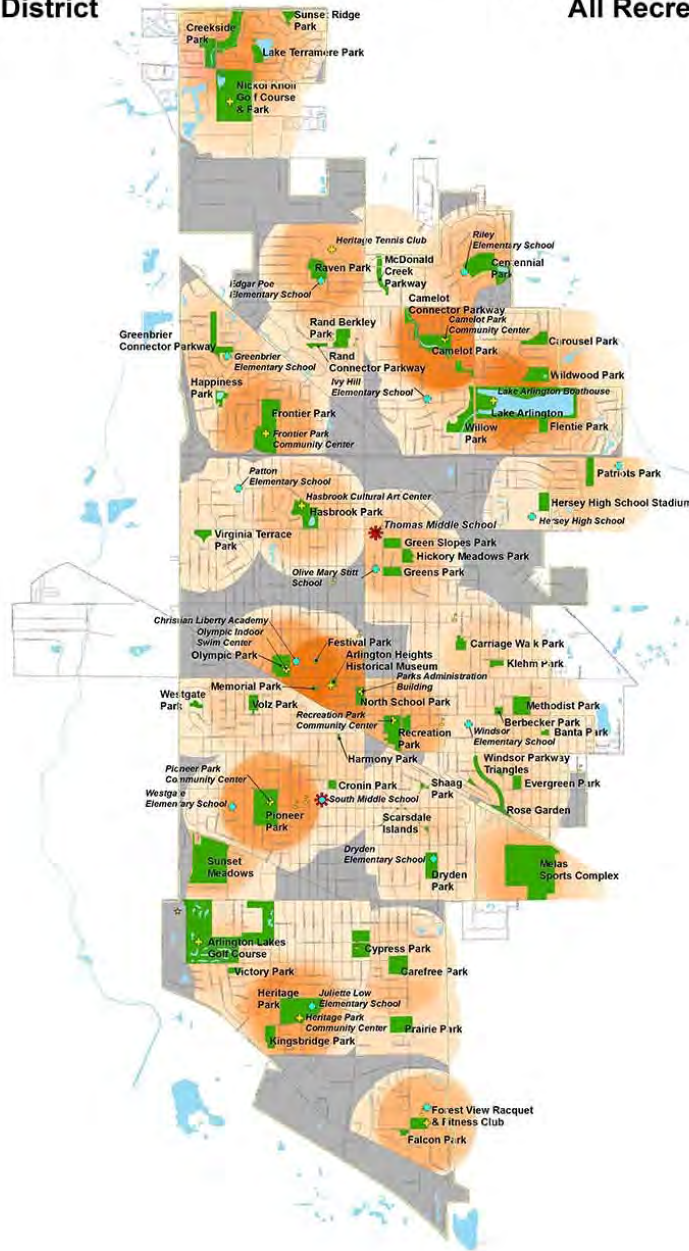 District
All Recre
Sunset Ridge
Park
Creekside
Park
Lake Terramere Park
Nickol Knoll
Golf Course
& Park
Heritage Tennis Club
Riley
Elementary School
Raven Park
McDonald
Creek
Parkway
Centennial
Park
Edgar Poe
Elementary School
Camelot
Connector Parkway
Camelot Park
Community Center
Rand Berkley
Park
Greenbrier
Connector Parkway
Carousel Park
Camelot Park
Greenbrier
Elementary School
Rand
Connector Parkway
Wildwood Park
Happiness
Park
Ivy Hill
Elementary School
Lake Arlington Boathouse
Frontier Park
Lake Arlington
Willow
Park
Flentie Park
Frontier Park
Community Center
Patton
Elementary School
Patriots Park
Hasbrook Cultural Art Center
Hasbrook Park
Hersey High School Stadium
Thomas Middle School
Hersey High School
Virginia Terrace
Park
Green Slopes Park
Hickory Meadows Park
Olive Mary Stitt
School
Greens Park
Christian Liberty Academy
Olympic Indoor
Swim Center
Festival Park
Carriage Walk Park
Olympic Park
Arlington Heights
Historical Museum
Klehm Park
Memorial Park
Parks Administration
Building
Westgate
Park
Volz Park
North School Park
Methodist Park
Recreation Park
Community Center
Berbecker Park
Recreation
Park
Windsor
Elementary School
Banta Park
Harmony Park
Windsor Parkway
Triangles
Pioneer Park
Community Center
Cronin Park
Shaag
Park
Evergreen Park
Westgate
Elementary School
South Middle School
Rose Garden
Pioneer
Park
Scarsdale
Islands
Dryden
Elementary School
Sunset
Meadows
Dryden
Park
Melas
Sports Complex
Arlington Lakes
Golf Course
Cypress Park
Victory Park
Carefree Park
Heritage
Park
Juliette Low
Elementary School
Heritage Park
Community Center
Prairie Park
Kingsbridge Park
Forest View Racquet
& Fitness Club
Falcon Park